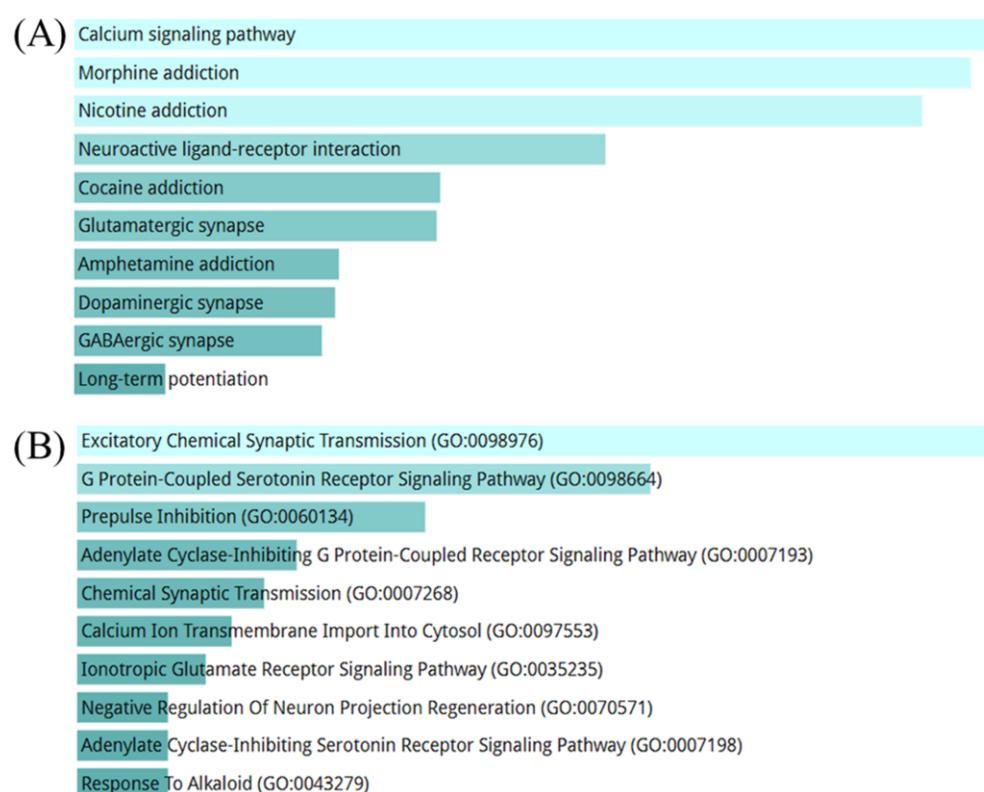 (A)
Calcium signaling pathway
Morphine addiction
Nicotine addiction
Neuroactive ligand-receptor interaction
Cocaine addiction
Glutamatergic synapse
Amphetamine addiction
Dopaminergic synapse
GABAergic synapse
Long-term potentiation
(B)
Excitatory Chemical Synaptic Transmission (GO:0098976)
G Protein-Coupled Serotonin Receptor Signaling Pathway (GO:0098664)
Prepulse Inhibition (GO:0060134)
Adenylate Cyclase-Inhibiting G Protein-Coupled Receptor Signaling Pathway (GO:0007193)
Chemical Synaptic Transmission (GO:0007268)
Calcium Ion Transmembrane Import Into Cytosol (GO:0097553)
Ionotropic Glutamate Receptor Signaling Pathway (GO:0035235)
Negative Regulation Of Neuron Projection Regeneration (GO:0070571)
Adenylate Cyclase-Inhibiting Serotonin Receptor Signaling Pathway (GO:0007198)
Response To Alkaloid (GO:0043279)